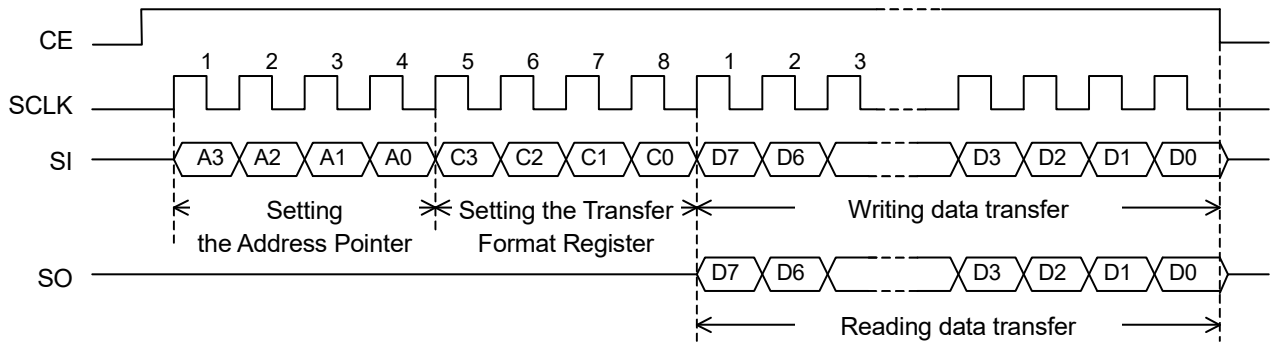 CE
1 2 3 4 5 6 7 8 1 2 3
SCLK
SI A3 A2 A1 A0 C3 C2 C1 C0 D7 D6 D3 D2 D1 D0
Setting Setting the Transfer Writing data transfer
the Address Pointer Format Register
SO D7 D6 D3 D2 D1 D0
Reading data transfer